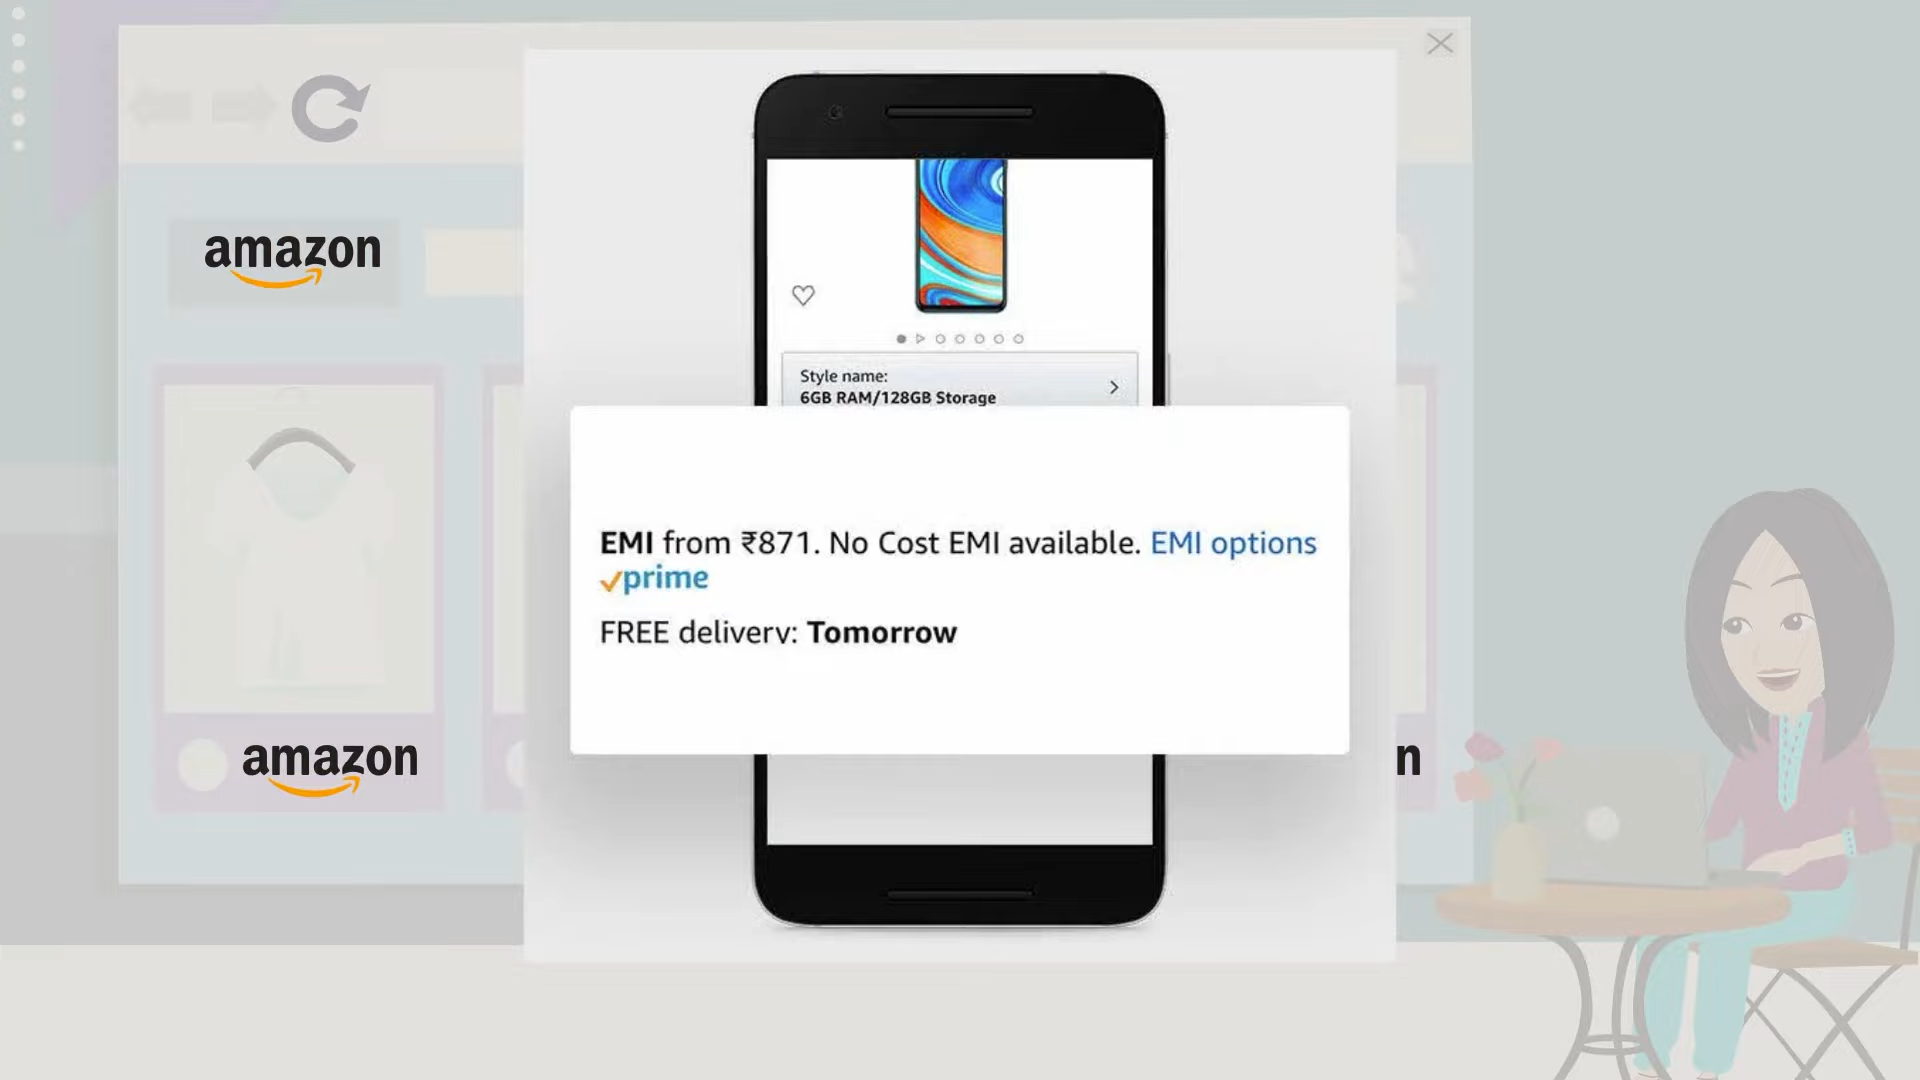 amazon
Style name:
6GB RAM/128GB Storage
EMI from ₹871. No Cost EMI available. EMI options
prime
FREE delivery: Tomorrow
amazon
n